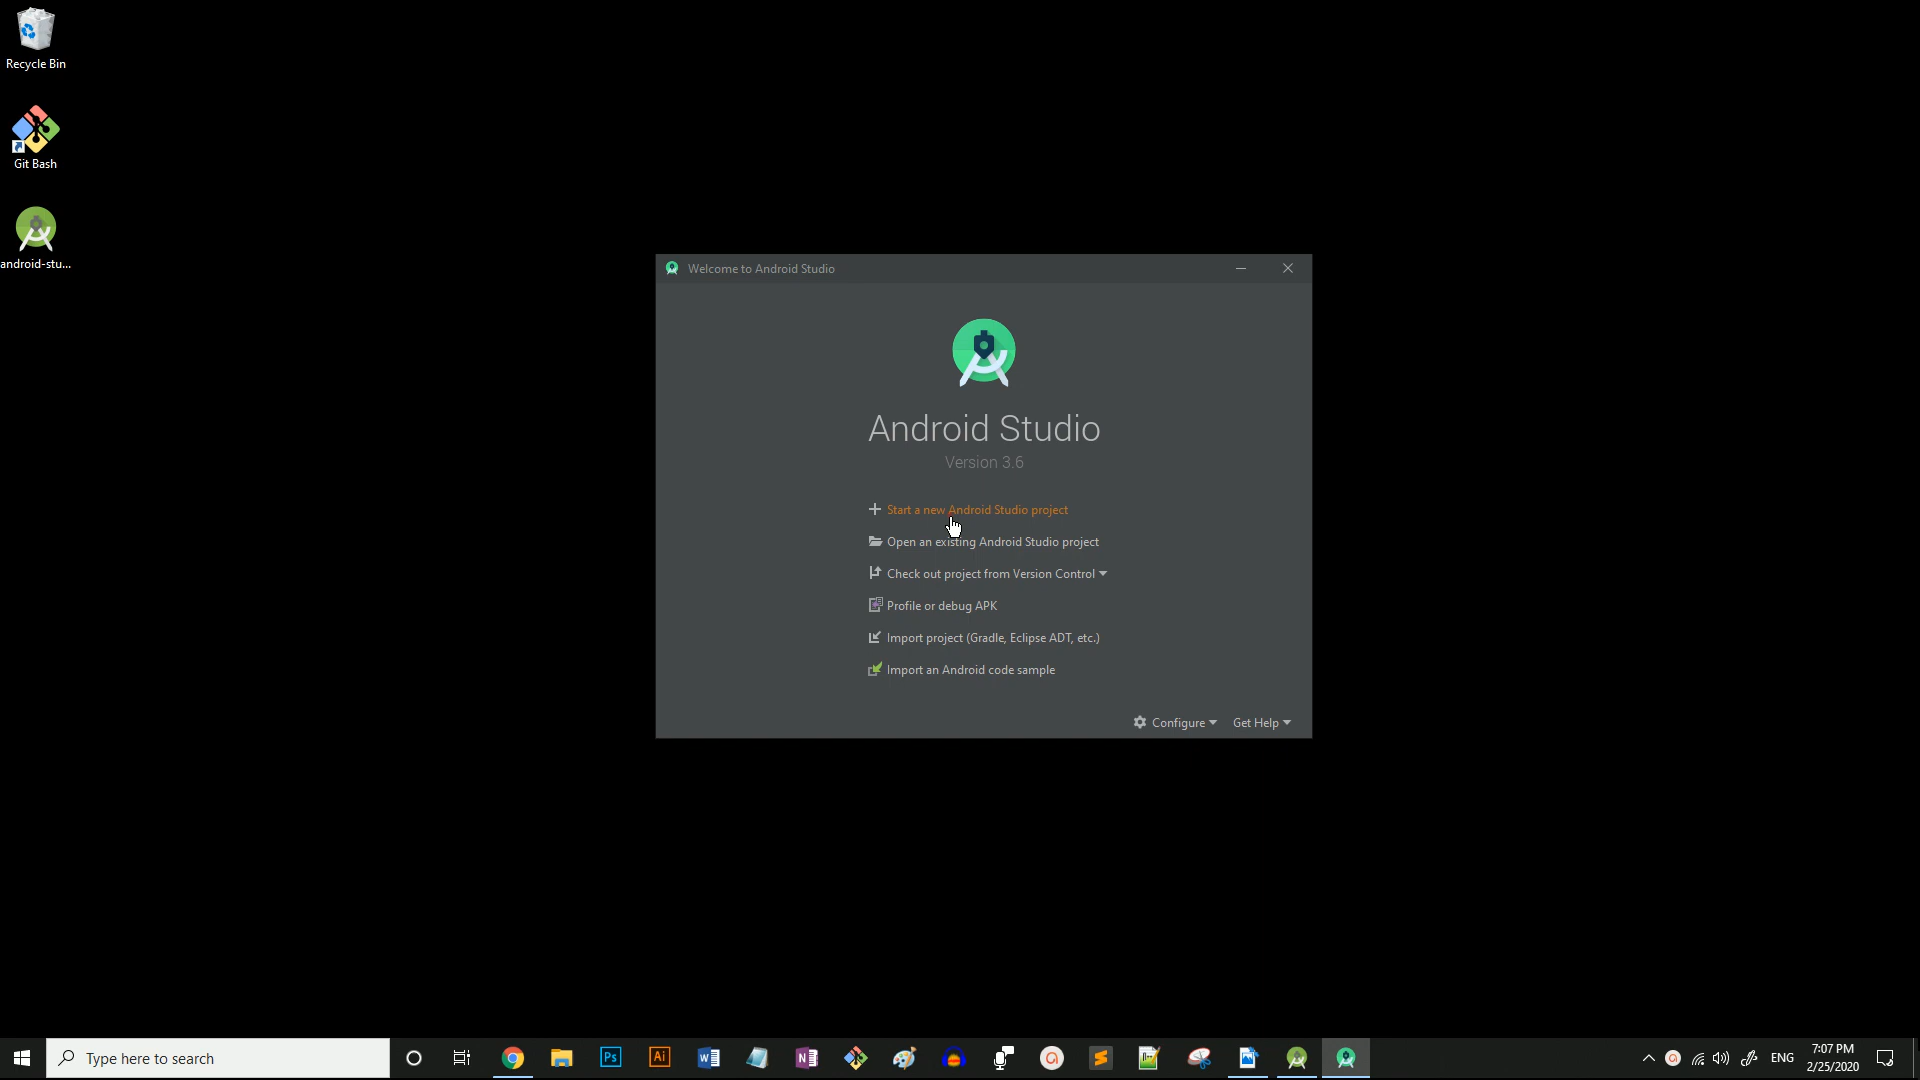 Recycle Bin
Git Bash
android-stu...
Welcome to Android Studio
Android Studio
Version 3.6
Start a new Android Studio project
Open an existing Android Studio project
Check out project from Version Control
Profile or debug APK
Import project (Gradle, Eclipse ADT, etc.)
Import an Android code sample
Configure
Get Help
Type here to search
Ps
Ai
W
N
ENG
7:07 PM
2/25/2020